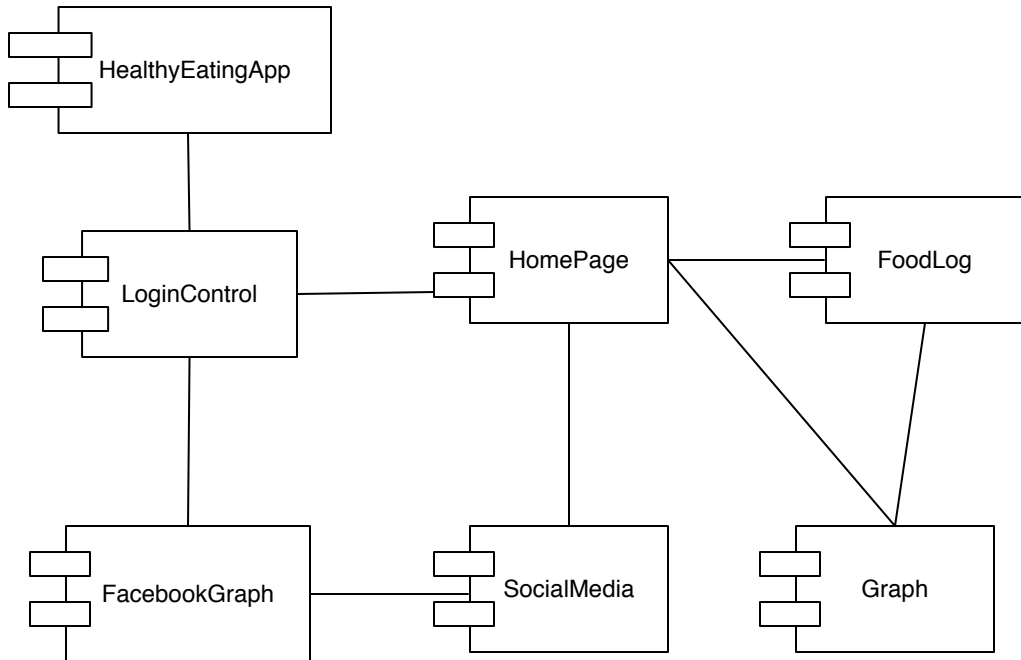 HealthyEatingApp
HomePage
FoodLog
LoginControl
FacebookGraph
SocialMedia
Graph